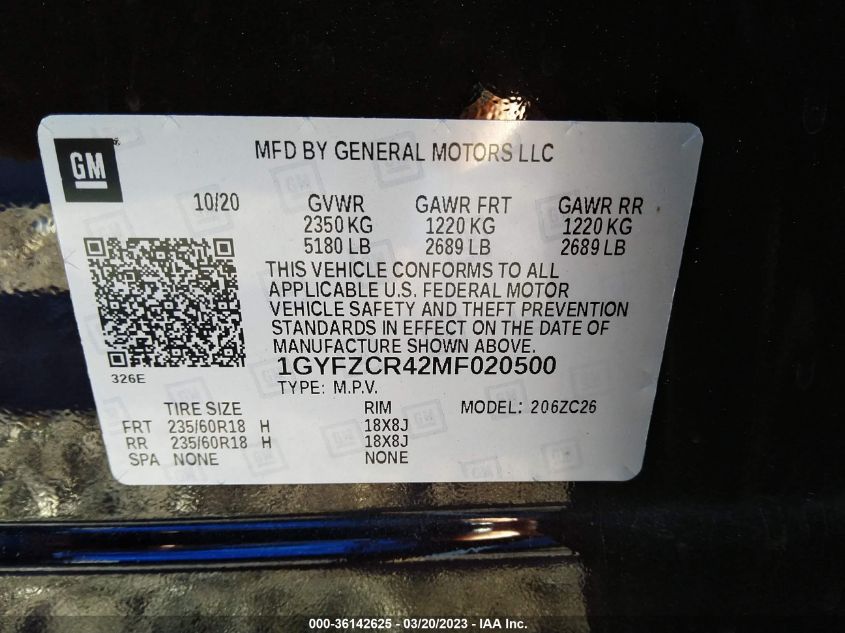 GM
MFD BY GENERAL MOTORS LLC
10/20 GVWR GAWR FRT GAWR RR
2350 KG 1220 KG 1220 KG
5180 LB 2689 LB 2689 LB
THIS VEHICLE CONFORMS TO ALL
APPLICABLE U.S. FEDERAL MOTOR
VEHICLE SAFETY AND THEFT PREVENTION
STANDARDS IN EFFECT ON THE DATE OF
MANUFACTURE SHOWN ABOVE.
326E
1GYFZCR42MF020500
TYPE: M.P.V.
TIRE SIZE RIM MODEL: 206ZC26
FRT 235/60R18 H 18X8J
RR 235/60R18 H 18X8J
SPA NONE NONE
000-36142625 - 03/20/2023 - IAA Inc.